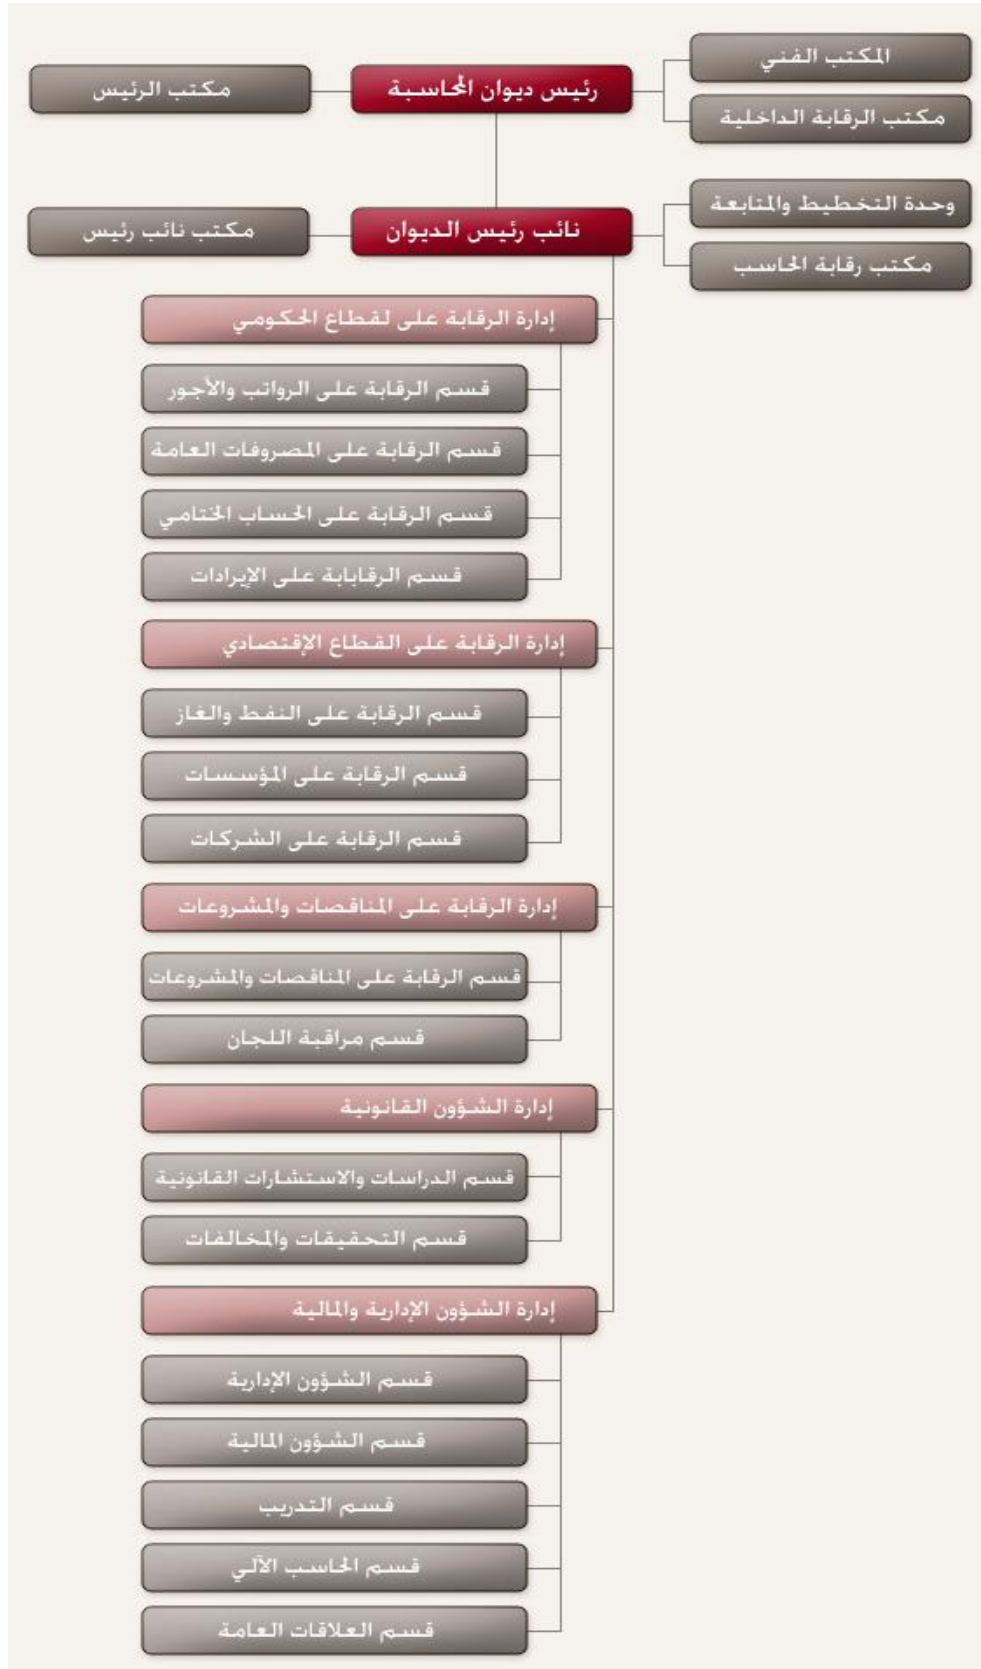 المكتب الفني
رئيس ديوان المحاسبة
مكتب الرئيس
مكتب الرقابة الداخلية
وحدة التخطيط والمتابعة
نائب رئيس الديوان
مكتب نائب رئيس
مكتب رقابة الحاسب
إدارة الرقابة على لقطاع الحكومي
قسم الرقابة على الرواتب والأجور
قسم الرقابة على المصروفات العامة
قسم الرقابة على الحساب الختامي
قسم الرقابابة على الإيرادات
إدارة الرقابة على القطاع الإقتصادي
قسم الرقابة على النفط والغاز
قسم الرقابة على المؤسسات
قسم الرقابة على الشركات
إدارة الرقابة على المناقصات والمشروعات
قسم الرقابة على المناقصات والمشروعات
قسم مراقبة اللجان
إدارة الشؤون القانونية
قسم الدراسات والاستشارات القانونية
قسم التحقيقات والمخالفات
إدارة الشؤون الإدارية والمالية
قسم الشؤون الإدارية
قسم الشؤون المالية
قسم التدريب
قسم الحاسب الآلي
قسم العلاقات العامة